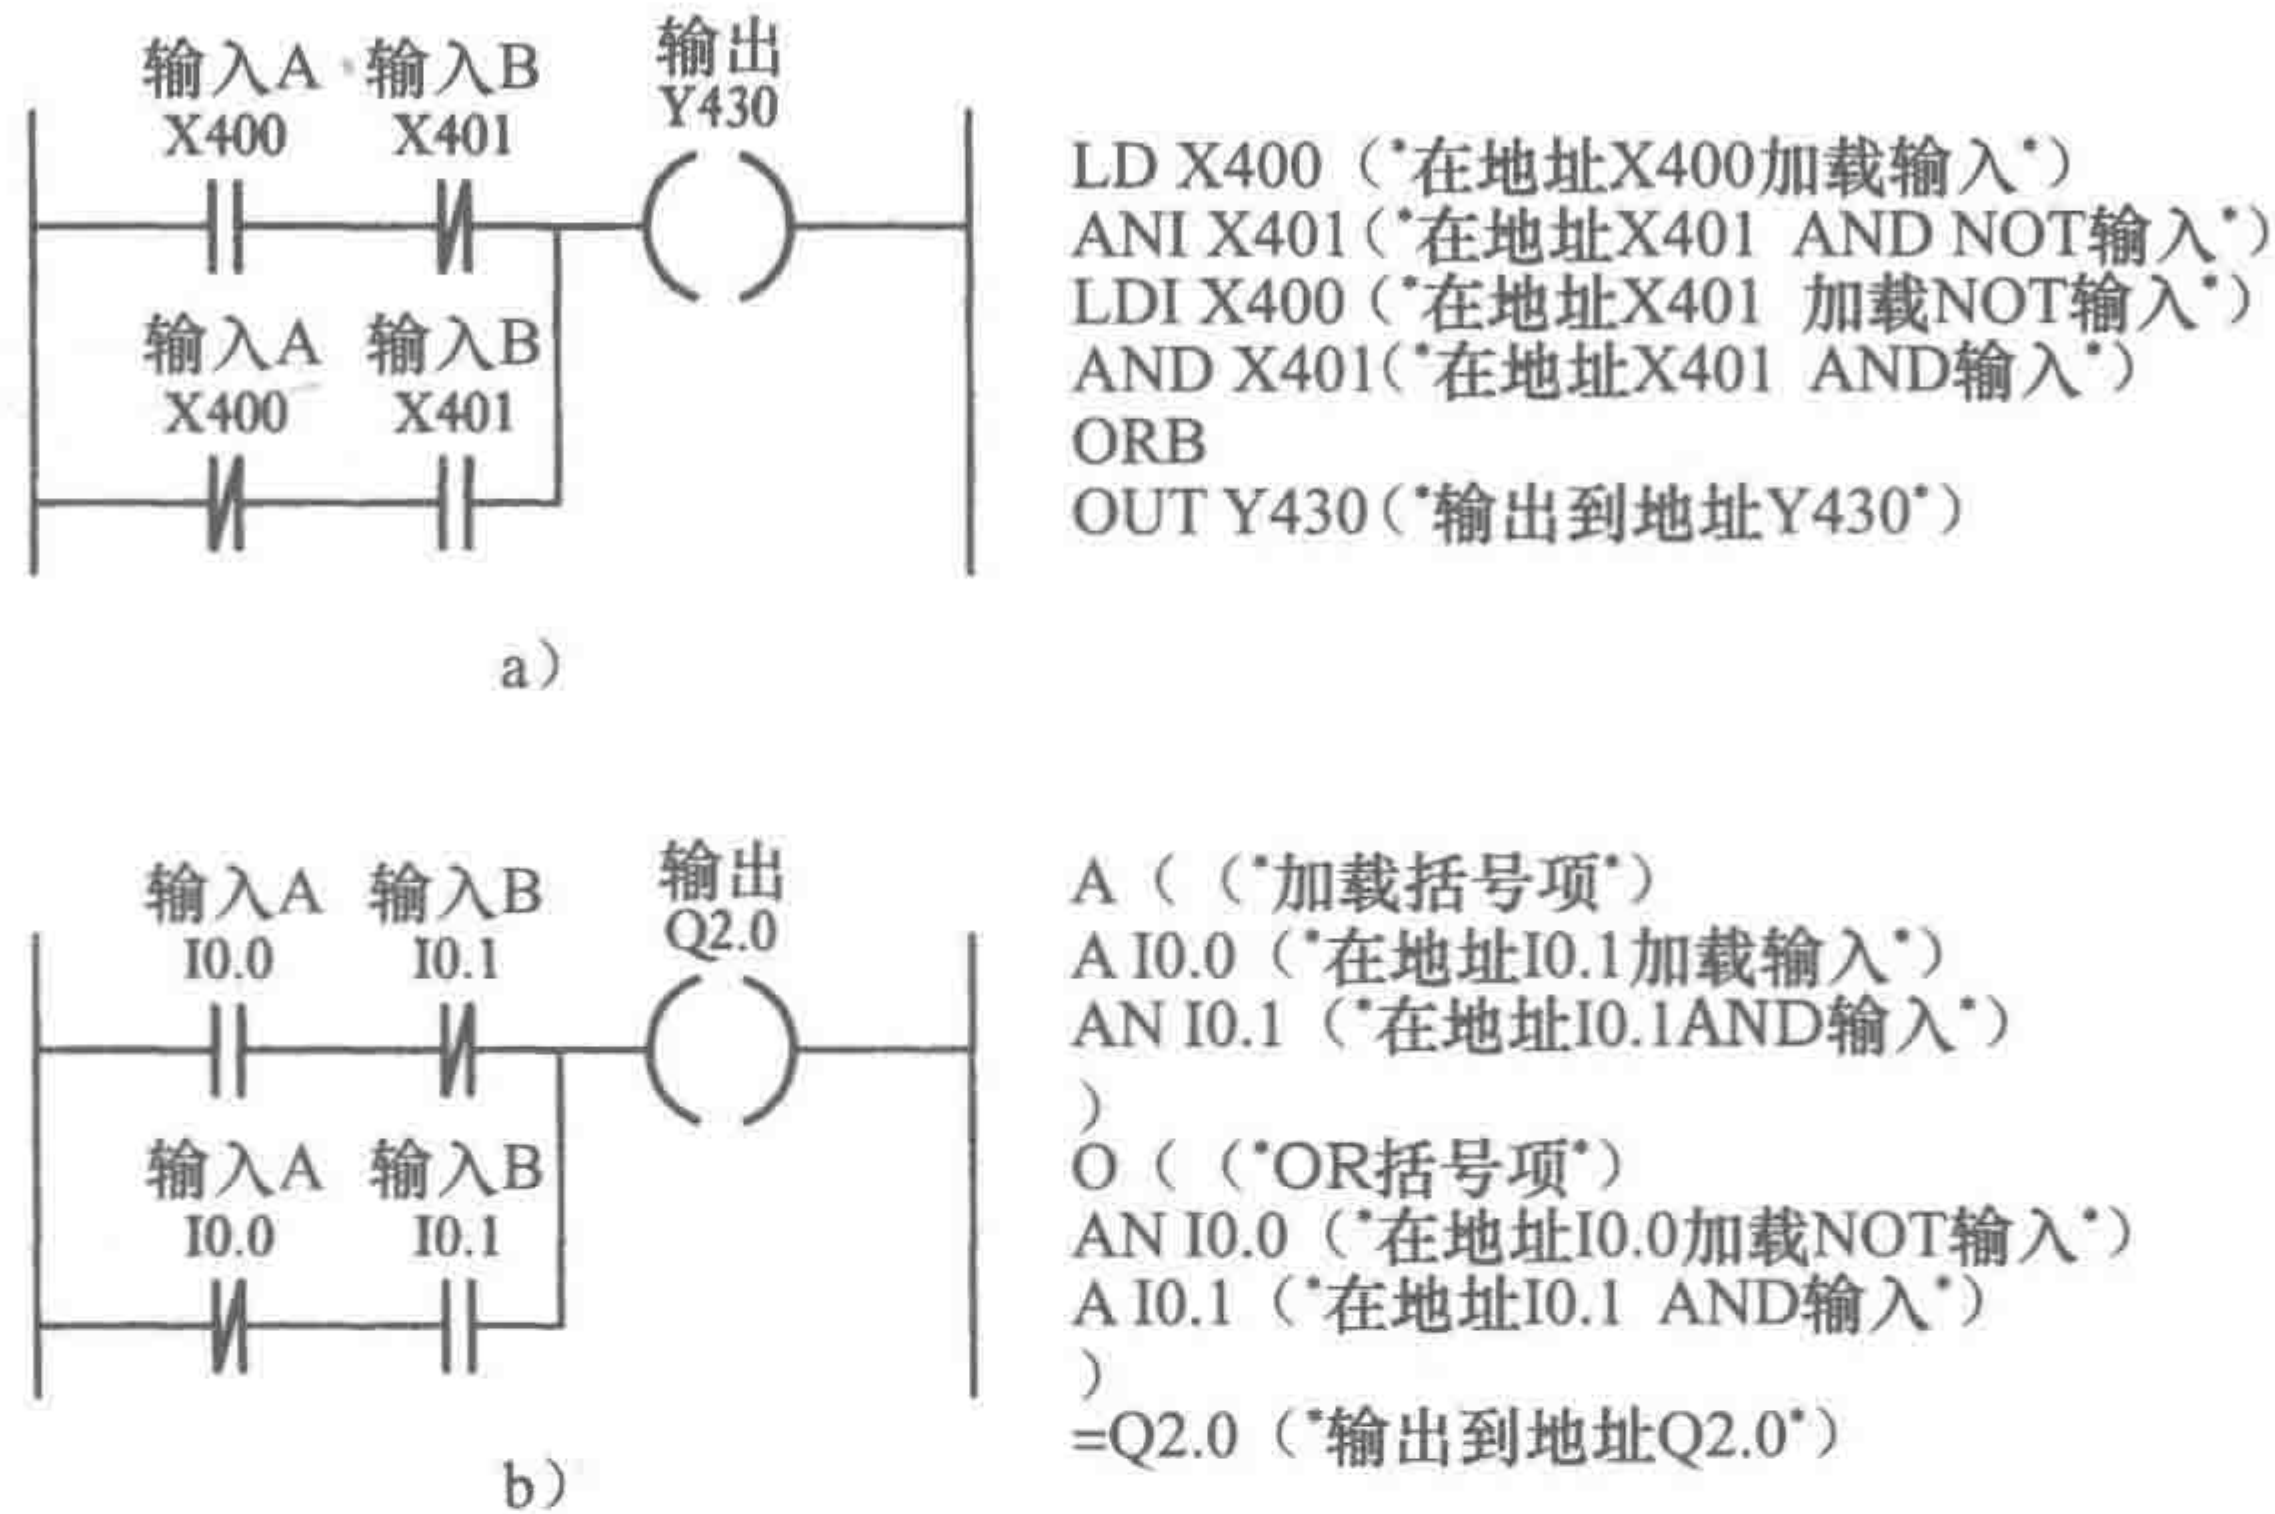 输入A 输入B 输出
X400 X401 Y430
输入A 输入B
X400 X401
LD X400（*在地址X400加载输入*）
ANI X401（*在地址X401 AND NOT输入*）
LDI X400（*在地址X401 加载NOT输入*）
AND X401（*在地址X401 AND输入*）
ORB
OUT Y430（*输出到地址Y430*）
a）
输入A 输入B 输出
I0.0 I0.1 Q2.0
输入A 输入B
I0.0 I0.1
A（（*加载括号项*）
A I0.0（*在地址I0.1加载输入*）
AN I0.1（*在地址I0.1AND输入*）
）
O（（*OR括号项*）
AN I0.0（*在地址I0.0加载NOT输入*）
A I0.1（*在地址I0.1 AND输入*）
）
=Q2.0（*输出到地址Q2.0*）
b）